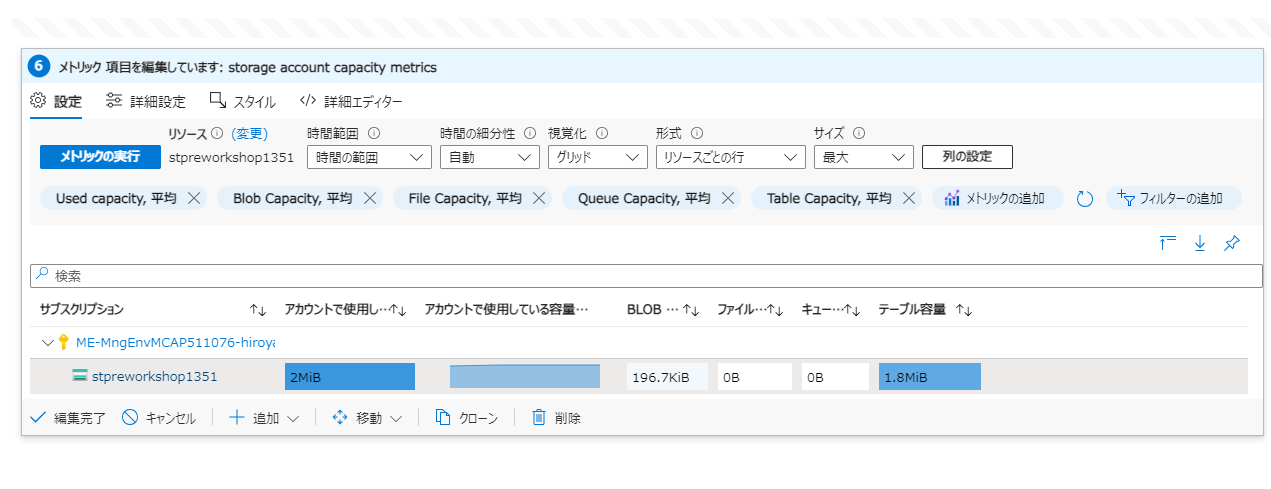 6 メトリック 項目を編集しています: storage account capacity metrics
設定 詳細設定 スタイル 詳細エディター
リソース (変更) 時間範囲 時間の細分性 視覚化 形式 サイズ
メトリックの実行 stpreworkshop1351 時間の範囲 自動 グリッド リソースごとの行 最大 列の設定
Used capacity, 平均 Blob Capacity, 平均 File Capacity, 平均 Queue Capacity, 平均 Table Capacity, 平均 メトリックの追加 フィルターの追加
検索
サブスクリプション アカウントで使用し… アカウントで使用している容量… BLOB … ファイル… キュー… テーブル容量
ME-MngEnvMCAP511076-hiroya
stpreworkshop1351 2MiB 196.7KiB 0B 0B 1.8MiB
編集完了 キャンセル 追加 移動 クローン 削除